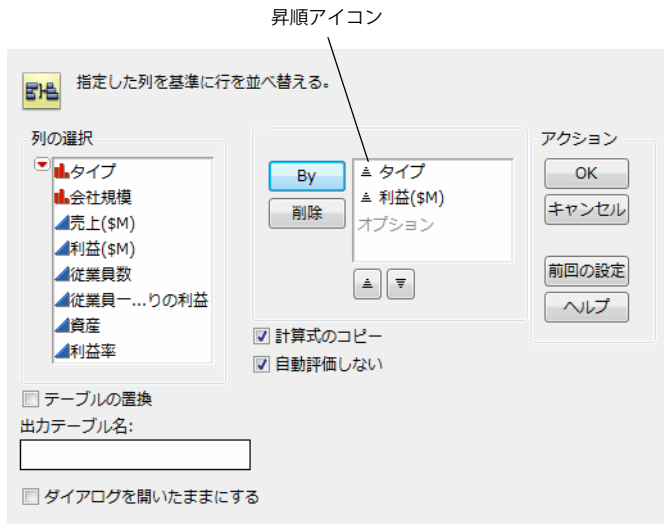 昇順アイコン
指定した列を基準に行を並べ替える。
列の選択
タイプ
会社規模
売上($M)
利益($M)
従業員数
従業員一...りの利益
資産
利益率
By
削除
タイプ
利益($M)
オプション
計算式のコピー
自動評価しない
アクション
OK
キャンセル
前回の設定
ヘルプ
テーブルの置換
出力テーブル名:
ダイアログを開いたままにする